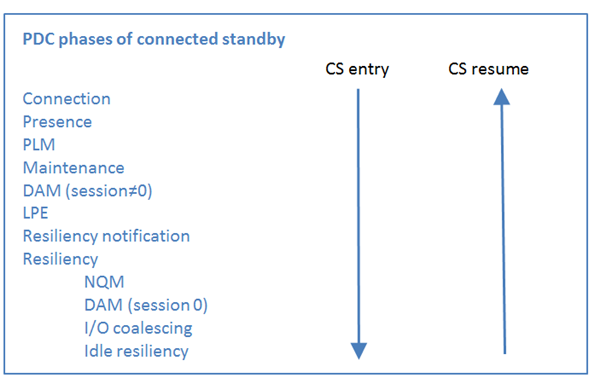 PDC phases of connected standby
CS entry CS resume
Connection
Presence
PLM
Maintenance
DAM (session≠0)
LPE
Resiliency notification
Resiliency
NQM
DAM (session 0)
I/O coalescing
Idle resiliency